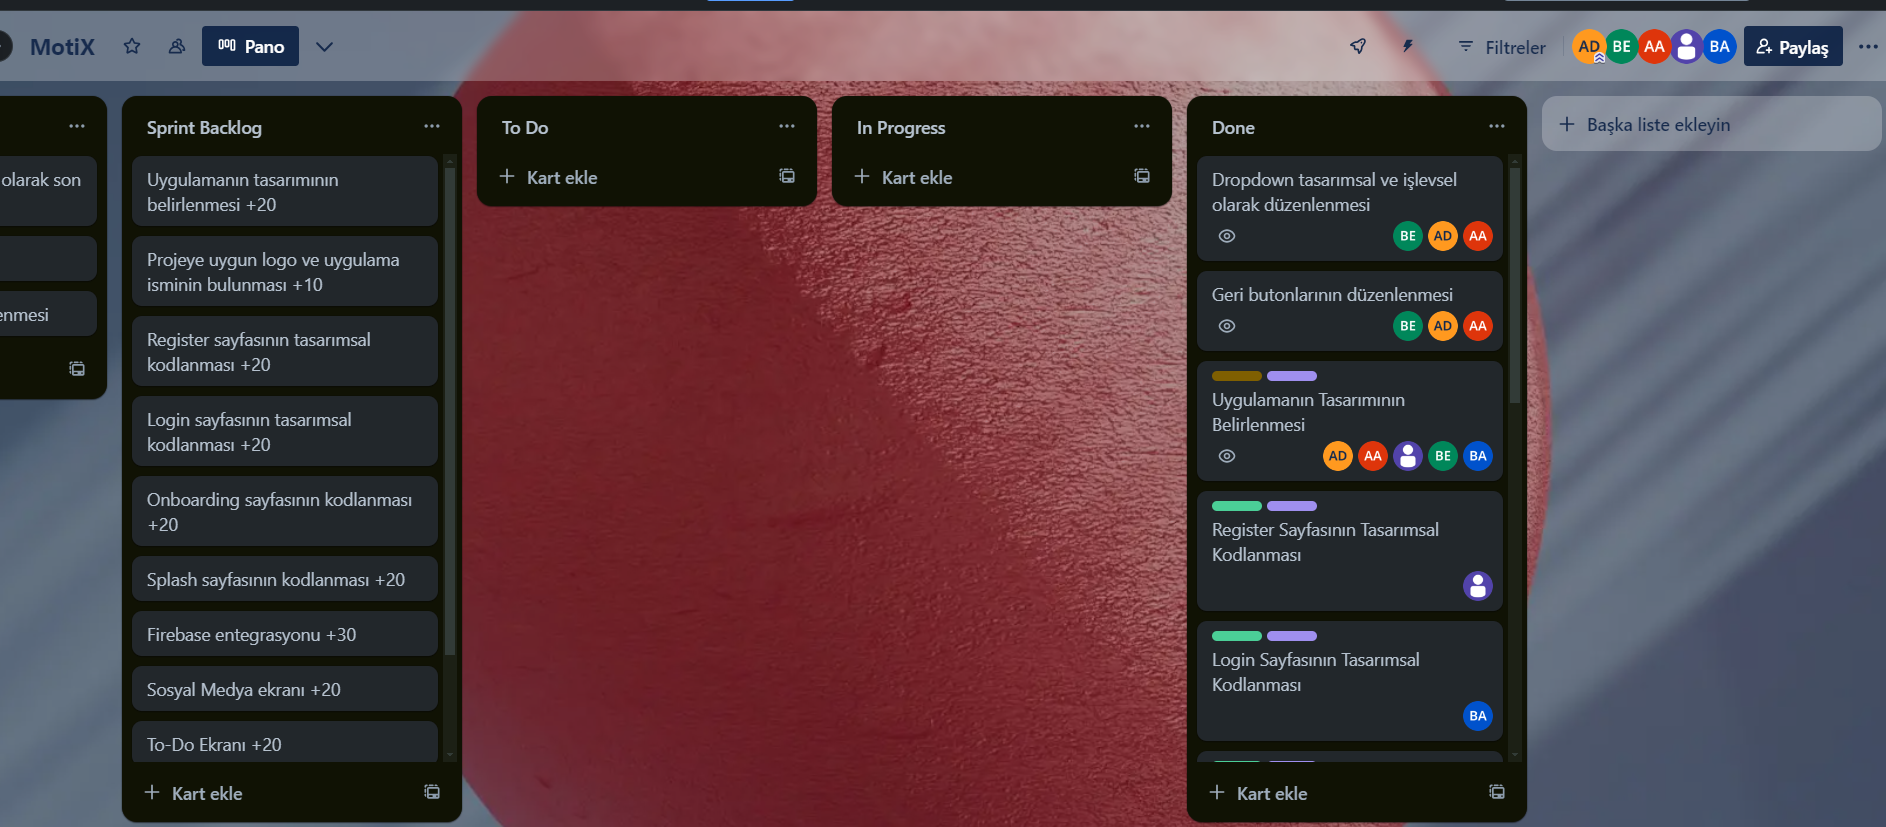 MotiX
Pano
Filtreler
AD
BE
AA
BA
Paylaş
olarak son
enmesi
Sprint Backlog
Uygulamanın tasarımının
belirlenmesi +20
Projeye uygun logo ve uygulama
isminin bulunması +10
Register sayfasının tasarımsal
kodlanması +20
Login sayfasının tasarımsal
kodlanması +20
Onboarding sayfasının kodlanması
+20
Splash sayfasının kodlanması +20
Firebase entegrasyonu +30
Sosyal Medya ekranı +20
To-Do Ekranı +20
Kart ekle
To Do
Kart ekle
In Progress
Kart ekle
Done
Dropdown tasarımsal ve işlevsel
olarak düzenlenmesi
BE AD AA
Geri butonlarının düzenlenmesi
BE AD AA
Uygulamanın Tasarımının
Belirlenmesi
AD AA BE BA
Register Sayfasının Tasarımsal
Kodlanması
Login Sayfasının Tasarımsal
Kodlanması
BA
Kart ekle
Başka liste ekleyin